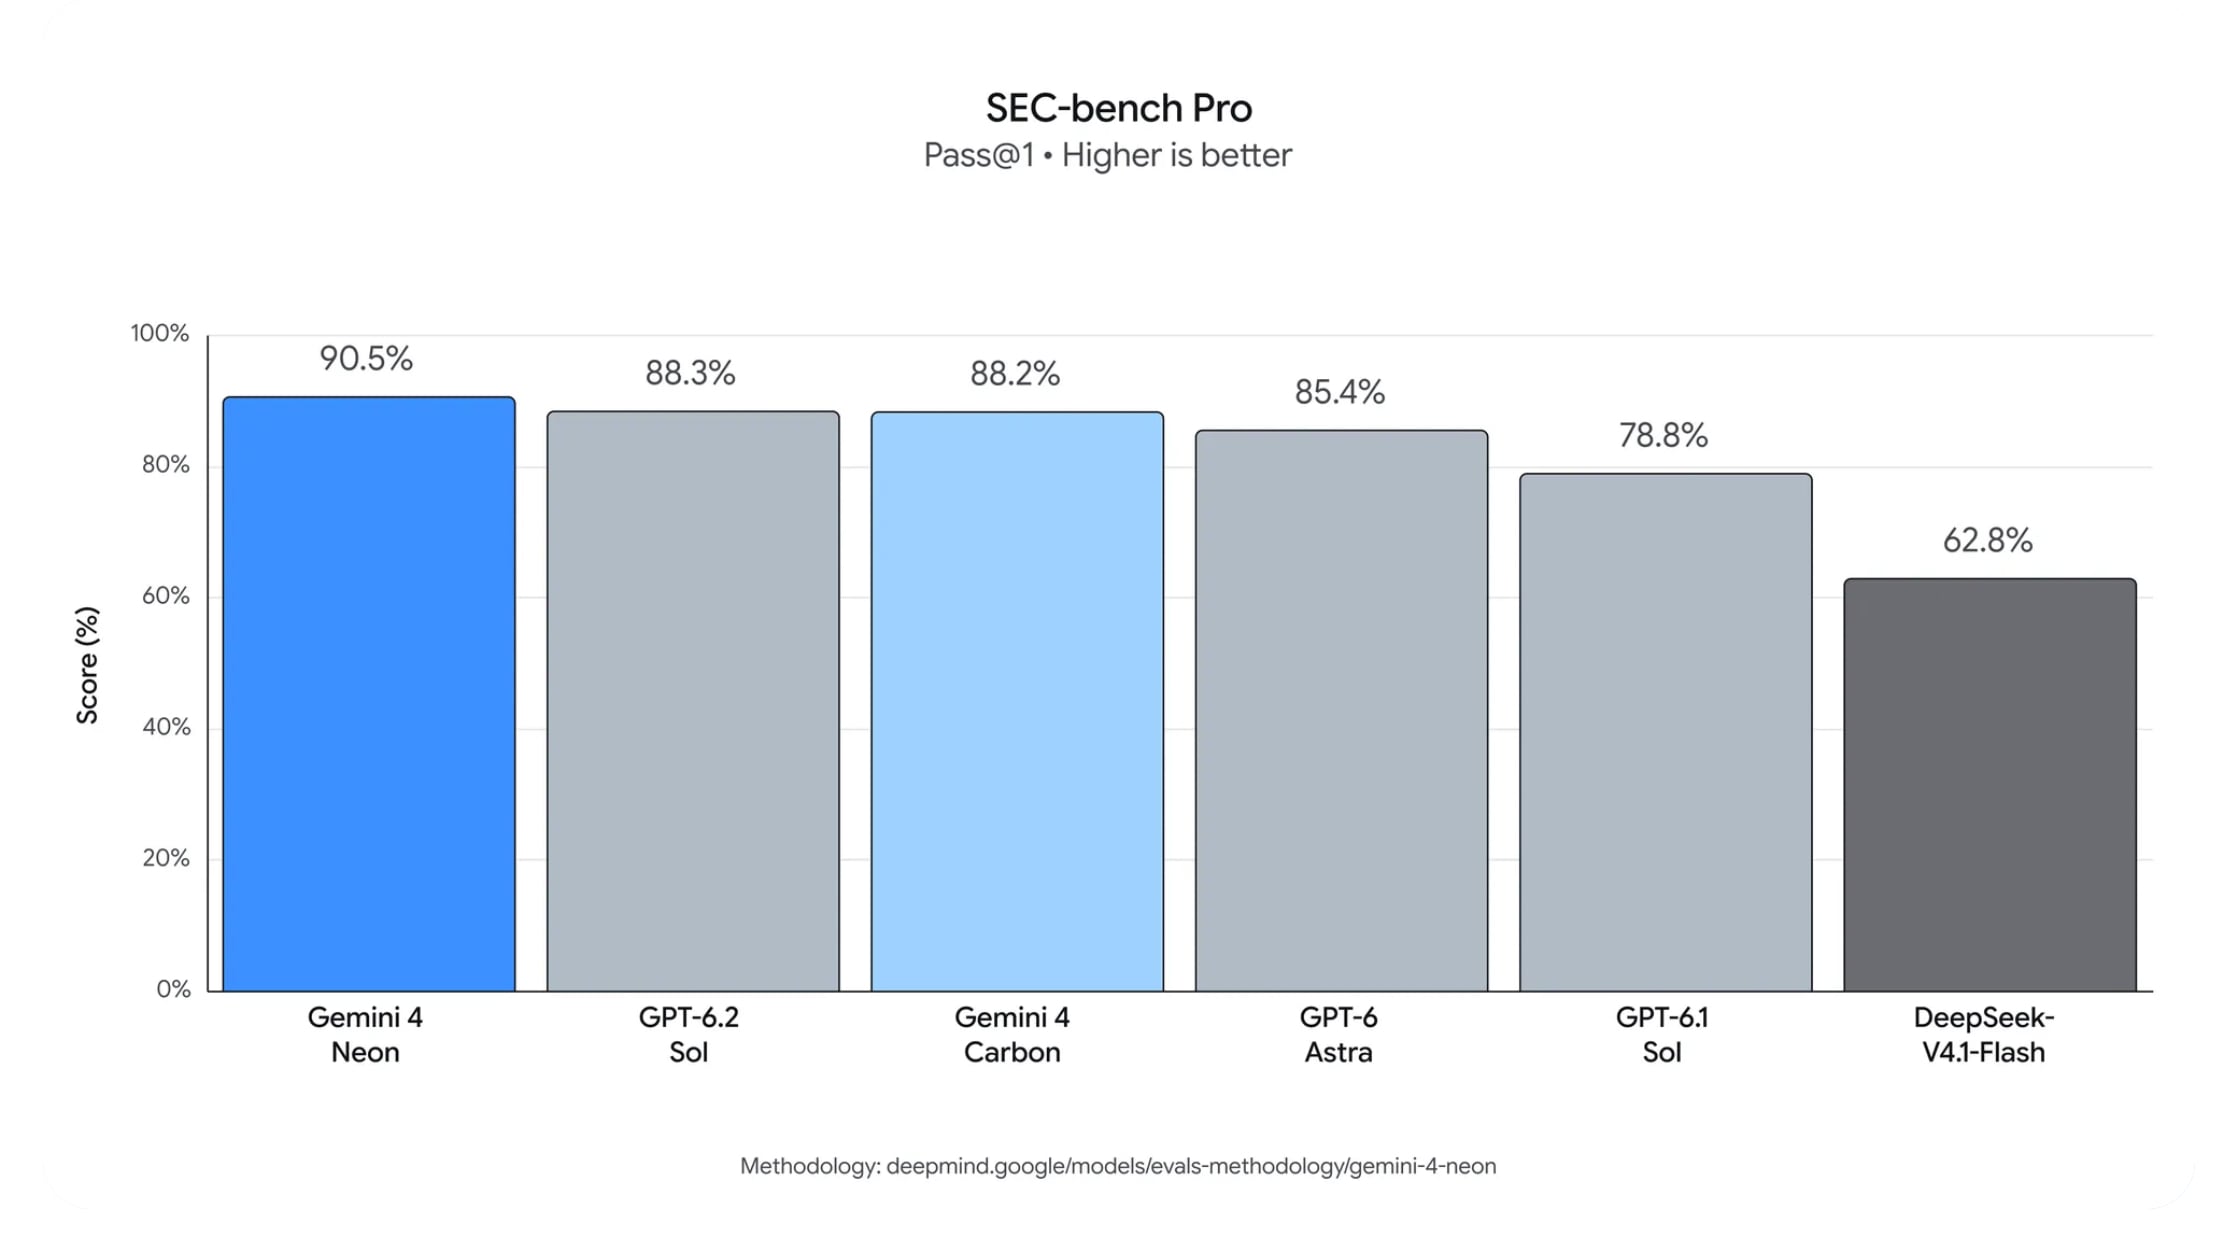 SEC-bench Pro
Pass@1 • Higher is better
Score (%)
100%
80%
60%
40%
20%
0%
90.5%
88.3%
88.2%
85.4%
78.8%
62.8%
Gemini 4
Neon
GPT-6.2
Sol
Gemini 4
Carbon
GPT-6
Astra
GPT-6.1
Sol
DeepSeek-
V4.1-Flash
Methodology: deepmind.google/models/evals-methodology/gemini-4-neon